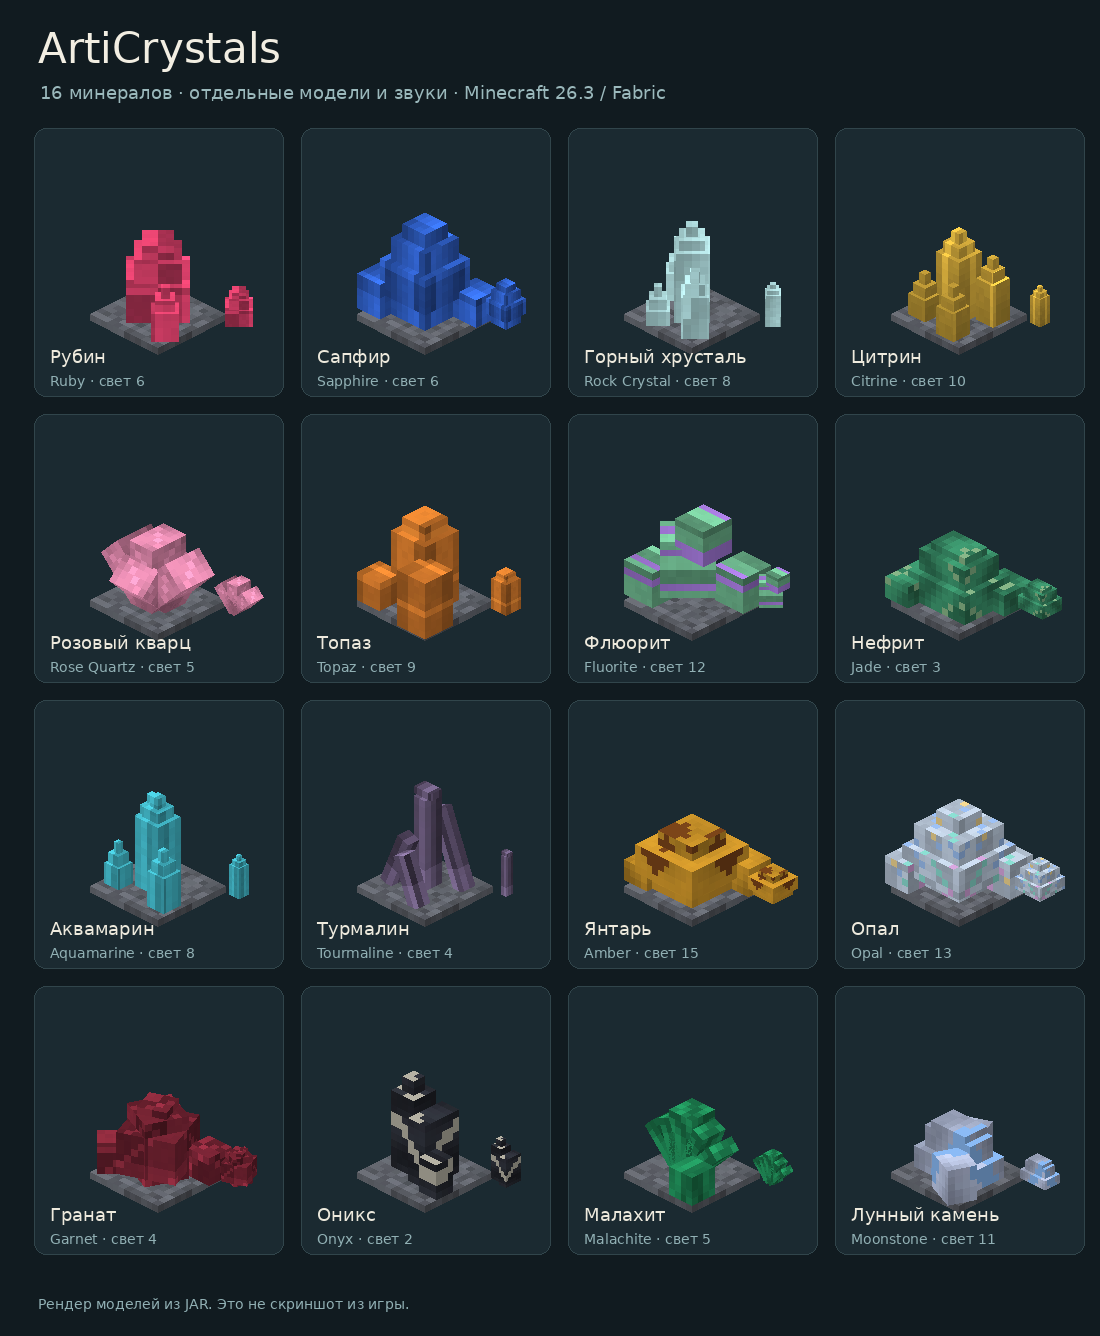 ArtiCrystals
16 минералов · отдельные модели и звуки · Minecraft 26.3 / Fabric
Рубин
Ruby · свет 6
Сапфир
Sapphire · свет 6
Горный хрусталь
Rock Crystal · свет 8
Цитрин
Citrine · свет 10
Розовый кварц
Rose Quartz · свет 5
Топаз
Topaz · свет 9
Флюорит
Fluorite · свет 12
Нефрит
Jade · свет 3
Аквамарин
Aquamarine · свет 8
Турмалин
Tourmaline · свет 4
Янтарь
Amber · свет 15
Опал
Opal · свет 13
Гранат
Garnet · свет 4
Оникс
Onyx · свет 2
Малахит
Malachite · свет 5
Лунный камень
Moonstone · свет 11
Рендер моделей из JAR. Это не скриншот из игры.